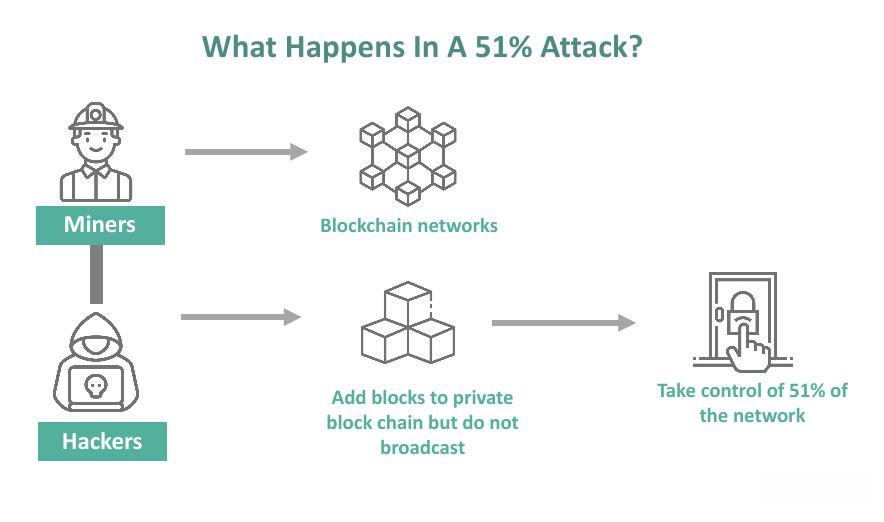 What Happens In A 51% Attack?
Miners
Blockchain networks
Hackers
Add blocks to private
block chain but do not
broadcast
Take control of 51% of
the network